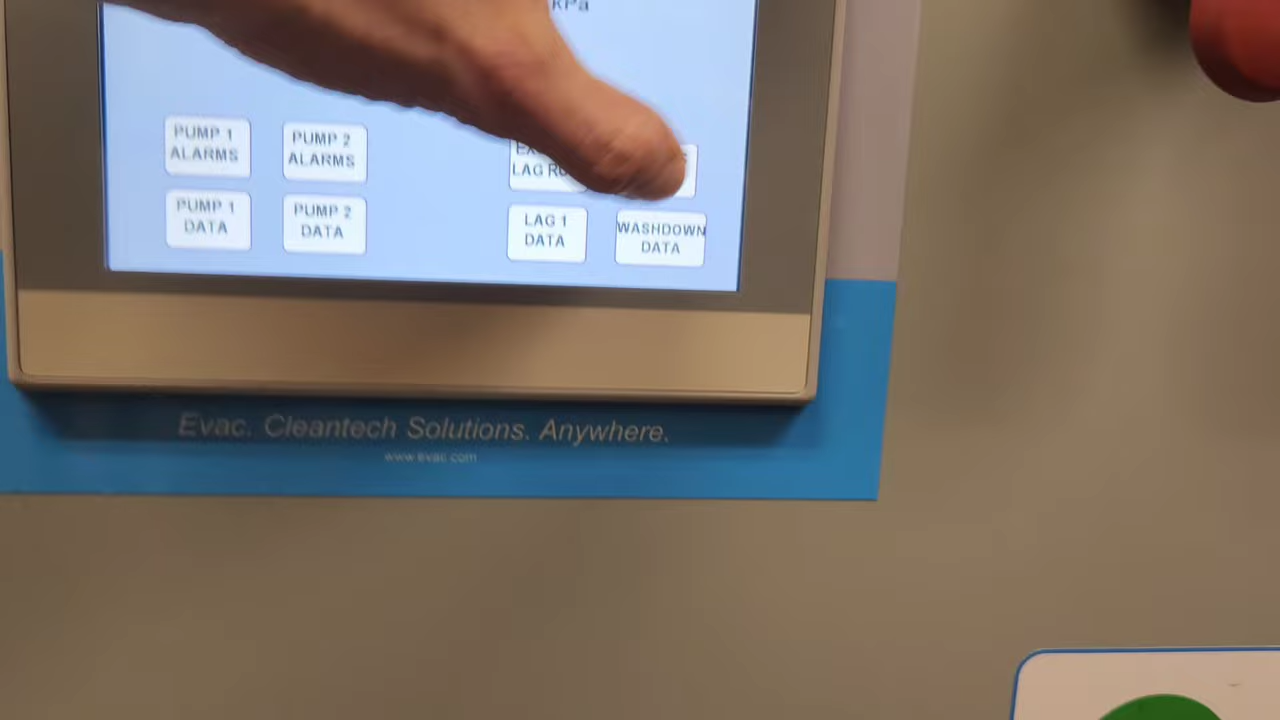 kPa
PUMP 1
ALARMS
PUMP 2
ALARMS
LAG
PUMP 1
DATA
PUMP 2
DATA
LAG 1
DATA
WASHDOWN
DATA
Evac. Cleantech Solutions. Anywhere.
www.evac.com